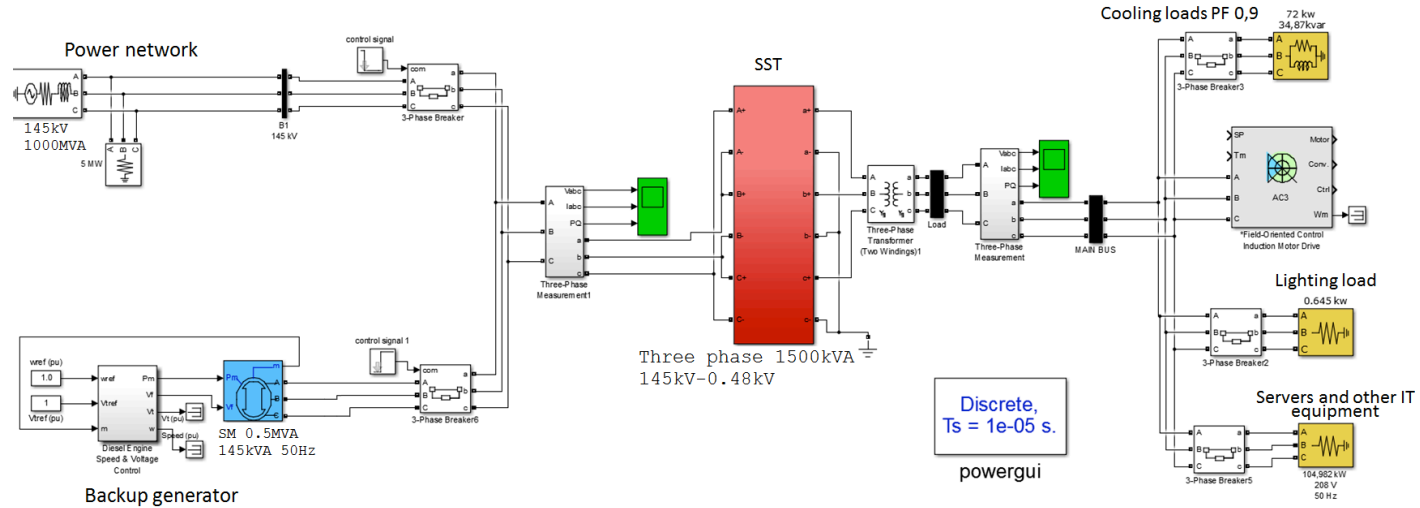 Power network
A
B
C
145kV
1000MVA
A B C
5 MW
B1
145 kV
control signal
com
A
B
C
a
b
c
3-Phase Breaker
A
B
C
Vabc
Iabc
PQ
a
b
c
Three-Phase
Measurement1
SST
A+
A-
B+
B-
C+
C-
a+
a-
b+
b-
c+
c-
Three phase 1500kVA
145kV-0.48kV
A
B
C
a
b
c
Three-Phase
Transformer
(Two Windings)1
Load
A
B
C
Vabc
Iabc
PQ
a
b
c
Three-Phase
Measurement
MAIN BUS
Cooling loads PF 0,9
72 kw
34,87kvar
A
B
C
a
b
c
A
B
C
3-Phase Breaker3
SP
Tm
A
B
C
Motor
Conv.
Ctrl
Wm
AC3
*Field-Oriented Control
Induction Motor Drive
Lighting load
0.645 kw
A
B
C
a
b
c
A
B
C
3-Phase Breaker2
Servers and other IT
equipment
A
B
C
a
b
c
A
B
C
3-Phase Breaker5
104,982 kW
208 V
50 Hz
wref (pu)
1.0
1
Vtref (pu)
wref
Vtref
m
Pm
Vf
Vt
w
Vt (pu)
Speed (pu)
Diesel Engine
Speed & Voltage
Control
Pm
Vf
m
A
B
C
SM 0.5MVA
145kVA 50Hz
control signal 1
com
A
B
C
a
b
c
3-Phase Breaker6
Backup generator
Discrete,
Ts = 1e-05 s.
powergui